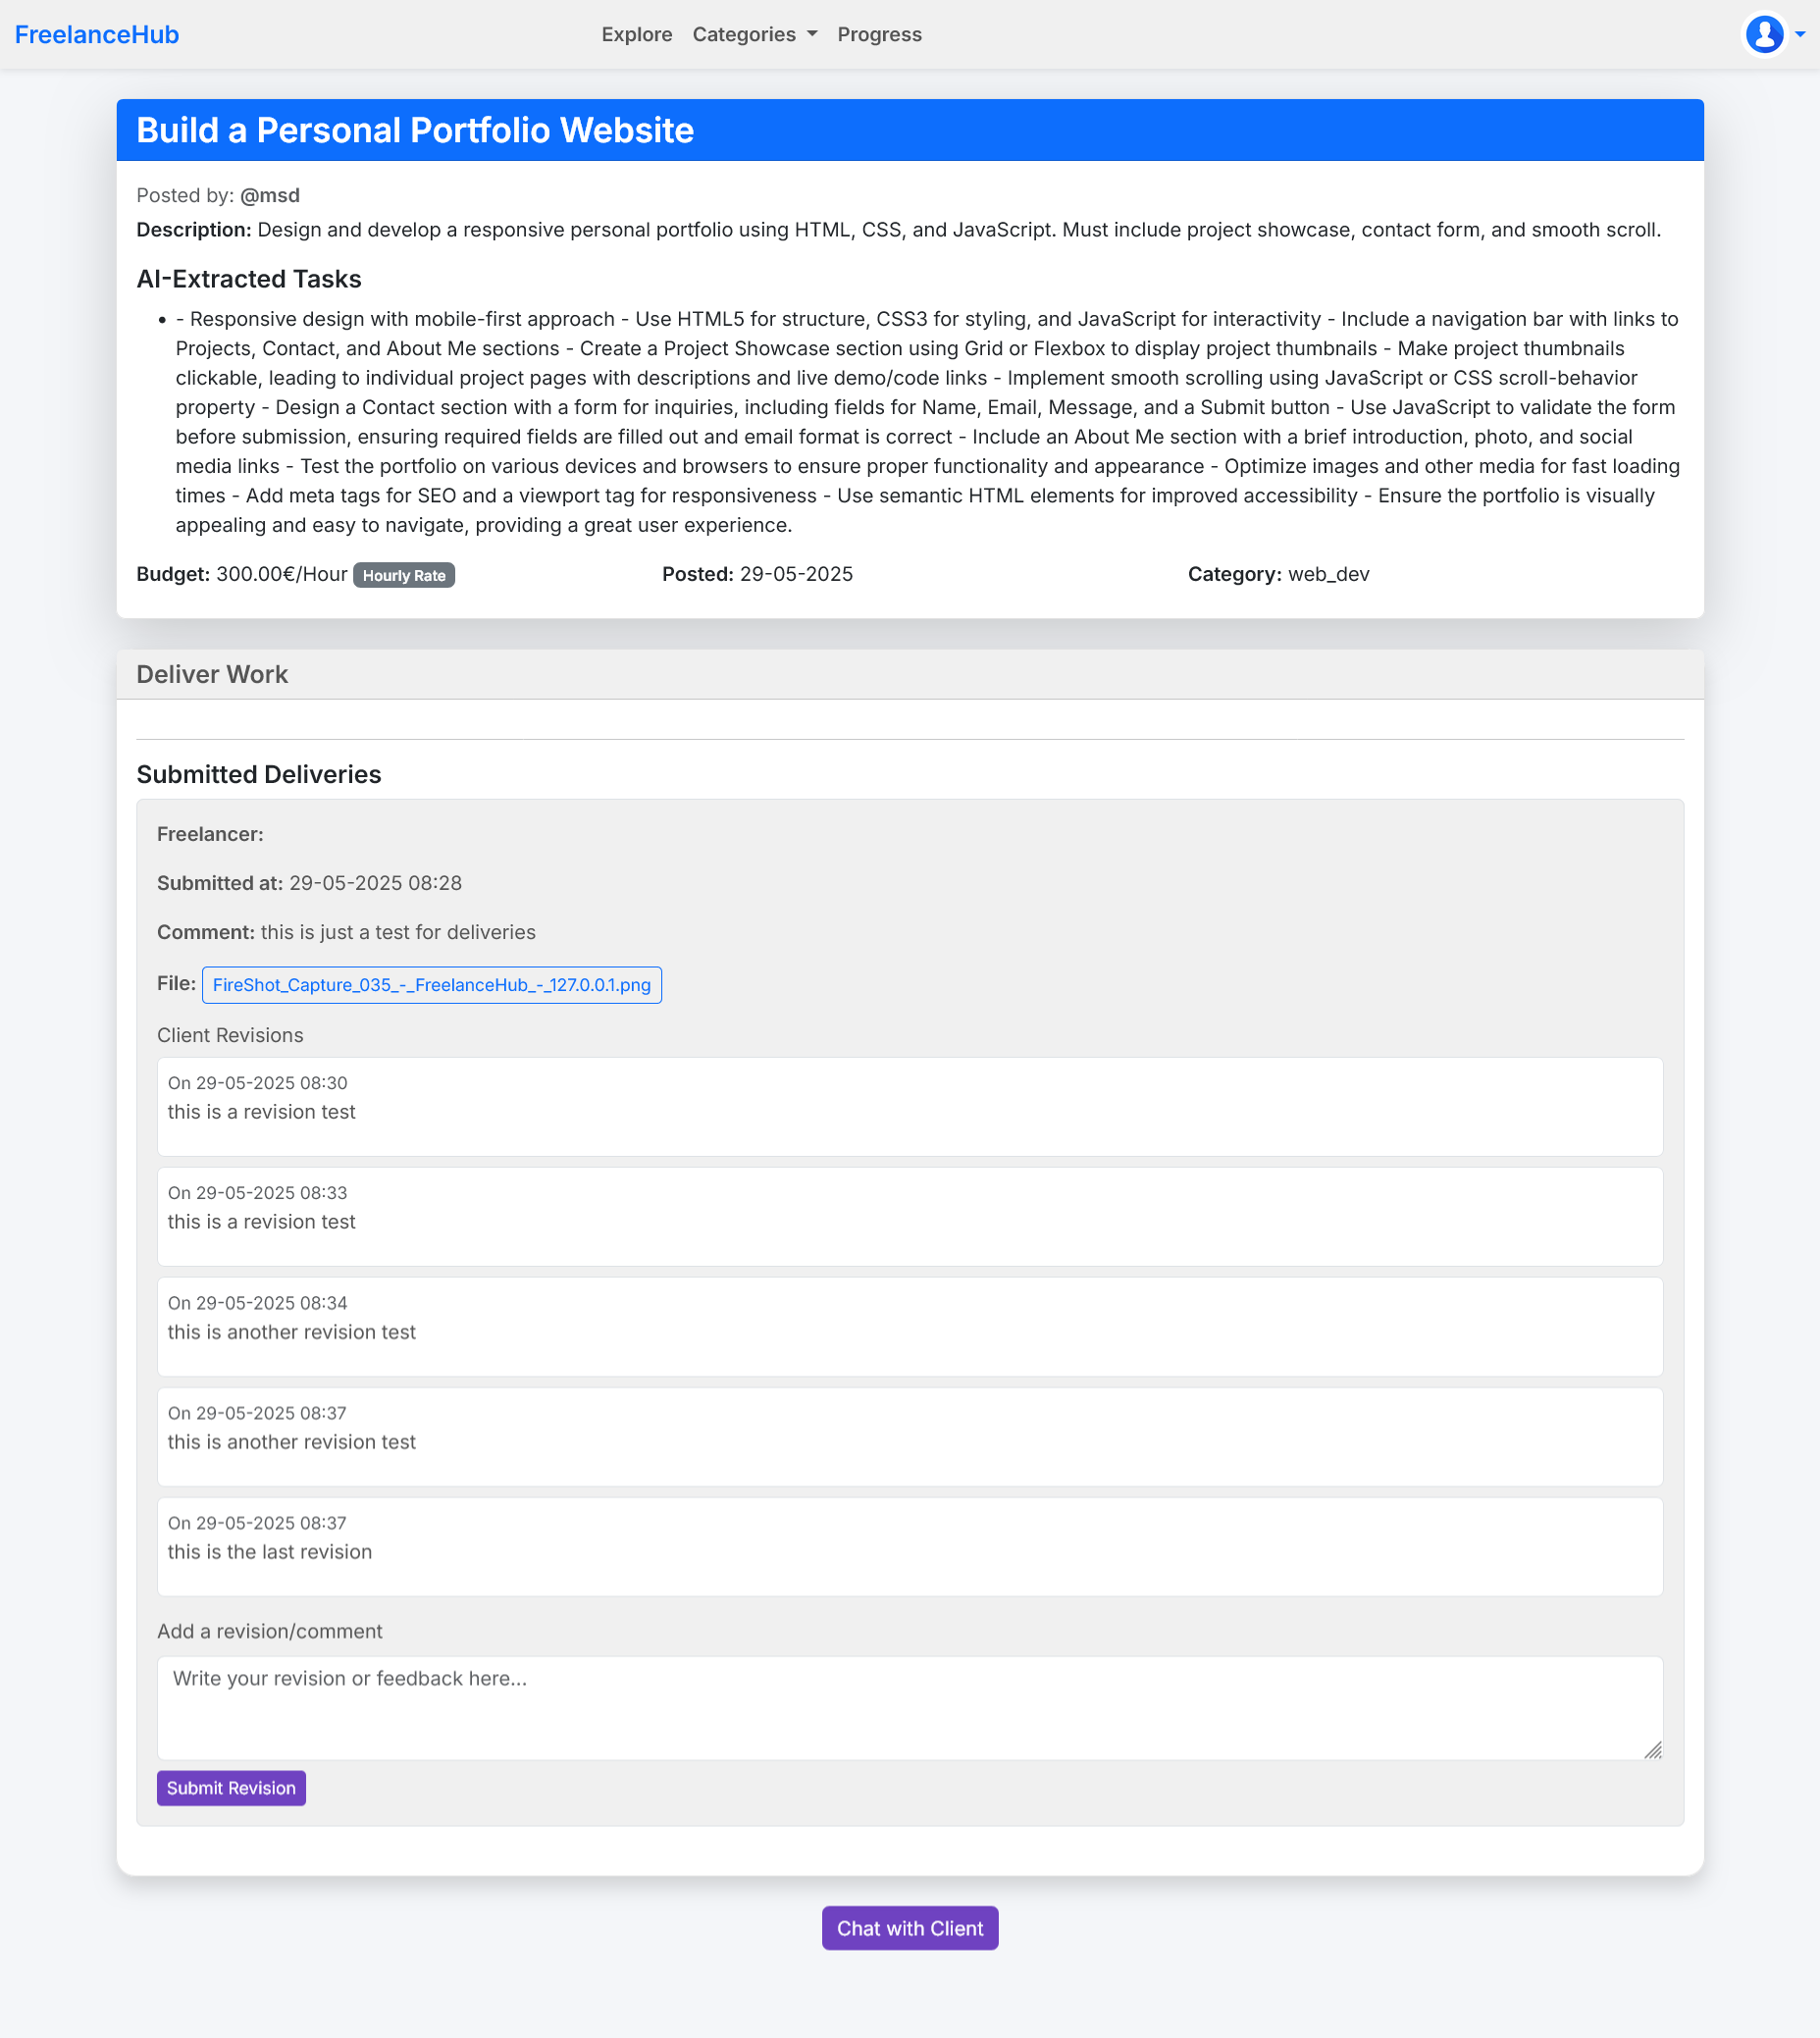 FreelanceHub
Explore Categories Progress
Build a Personal Portfolio Website
Posted by: @msd
Description: Design and develop a responsive personal portfolio using HTML, CSS, and JavaScript. Must include project showcase, contact form, and smooth scroll.
AI-Extracted Tasks
• - Responsive design with mobile-first approach - Use HTML5 for structure, CSS3 for styling, and JavaScript for interactivity - Include a navigation bar with links to
Projects, Contact, and About Me sections - Create a Project Showcase section using Grid or Flexbox to display project thumbnails - Make project thumbnails
clickable, leading to individual project pages with descriptions and live demo/code links - Implement smooth scrolling using JavaScript or CSS scroll-behavior
property - Design a Contact section with a form for inquiries, including fields for Name, Email, Message, and a Submit button - Use JavaScript to validate the form
before submission, ensuring required fields are filled out and email format is correct - Include an About Me section with a brief introduction, photo, and social
media links - Test the portfolio on various devices and browsers to ensure proper functionality and appearance - Optimize images and other media for fast loading
times - Add meta tags for SEO and a viewport tag for responsiveness - Use semantic HTML elements for improved accessibility - Ensure the portfolio is visually
appealing and easy to navigate, providing a great user experience.
Budget: 300.00€/Hour Hourly Rate Posted: 29-05-2025 Category: web_dev
Deliver Work
Submitted Deliveries
Freelancer:
Submitted at: 29-05-2025 08:28
Comment: this is just a test for deliveries
File: FireShot_Capture_035_-_FreelanceHub_-_127.0.0.1.png
Client Revisions
On 29-05-2025 08:30
this is a revision test
On 29-05-2025 08:33
this is a revision test
On 29-05-2025 08:34
this is another revision test
On 29-05-2025 08:37
this is another revision test
On 29-05-2025 08:37
this is the last revision
Add a revision/comment
Write your revision or feedback here...
Submit Revision
Chat with Client